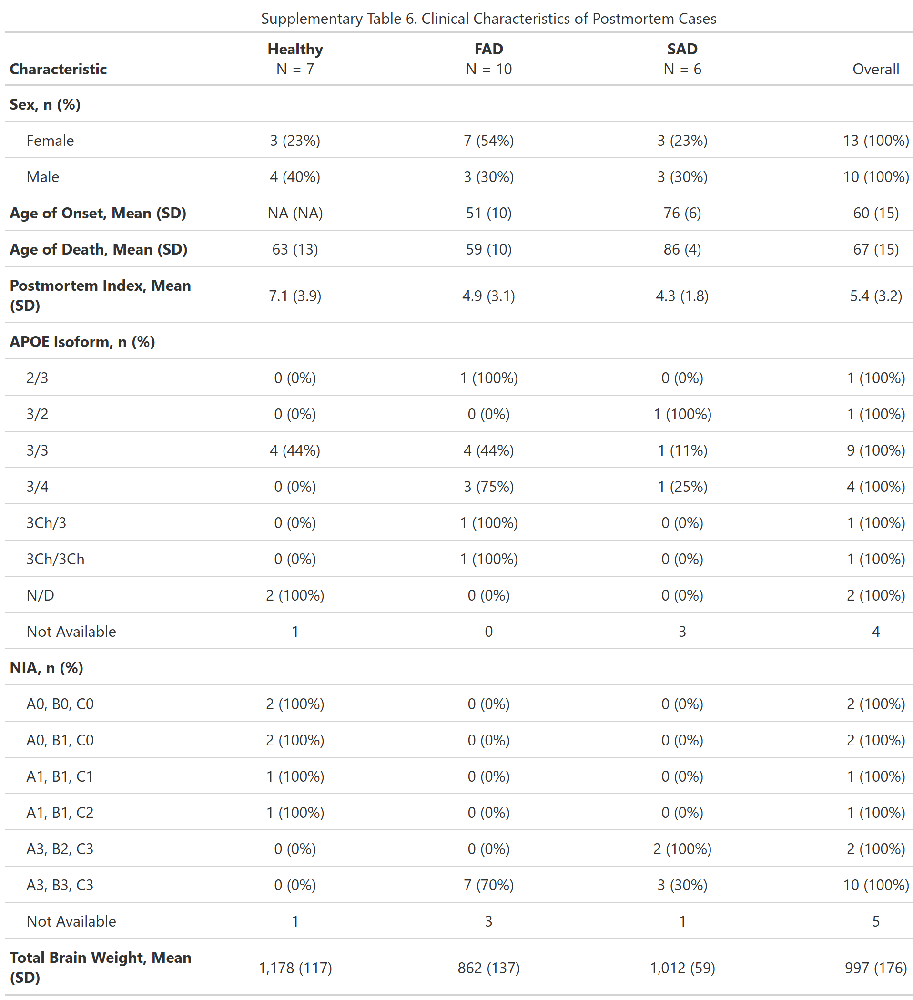 Supplementary Table 6. Clinical Characteristics of Postmortem Cases
Healthy FAD SAD
Characteristic N = 7 N = 10 N = 6 Overall
Sex, n (%)
Female 3 (23%) 7 (54%) 3 (23%) 13 (100%)
Male 4 (40%) 3 (30%) 3 (30%) 10 (100%)
Age of Onset, Mean (SD) NA (NA) 51 (10) 76 (6) 60 (15)
Age of Death, Mean (SD) 63 (13) 59 (10) 86 (4) 67 (15)
Postmortem Index, Mean
(SD) 7.1 (3.9) 4.9 (3.1) 4.3 (1.8) 5.4 (3.2)
APOE Isoform, n (%)
2/3 0 (0%) 1 (100%) 0 (0%) 1 (100%)
3/2 0 (0%) 0 (0%) 1 (100%) 1 (100%)
3/3 4 (44%) 4 (44%) 1 (11%) 9 (100%)
3/4 0 (0%) 3 (75%) 1 (25%) 4 (100%)
3Ch/3 0 (0%) 1 (100%) 0 (0%) 1 (100%)
3Ch/3Ch 0 (0%) 1 (100%) 0 (0%) 1 (100%)
N/D 2 (100%) 0 (0%) 0 (0%) 2 (100%)
Not Available 1 0 3 4
NIA, n (%)
A0, B0, C0 2 (100%) 0 (0%) 0 (0%) 2 (100%)
A0, B1, C0 2 (100%) 0 (0%) 0 (0%) 2 (100%)
A1, B1, C1 1 (100%) 0 (0%) 0 (0%) 1 (100%)
A1, B1, C2 1 (100%) 0 (0%) 0 (0%) 1 (100%)
A3, B2, C3 0 (0%) 0 (0%) 2 (100%) 2 (100%)
A3, B3, C3 0 (0%) 7 (70%) 3 (30%) 10 (100%)
Not Available 1 3 1 5
Total Brain Weight, Mean
(SD) 1,178 (117) 862 (137) 1,012 (59) 997 (176)